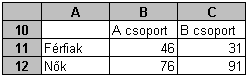 A B C
10 A csoport B csoport
11 Férfiak 46 31
12 Nők 76 91